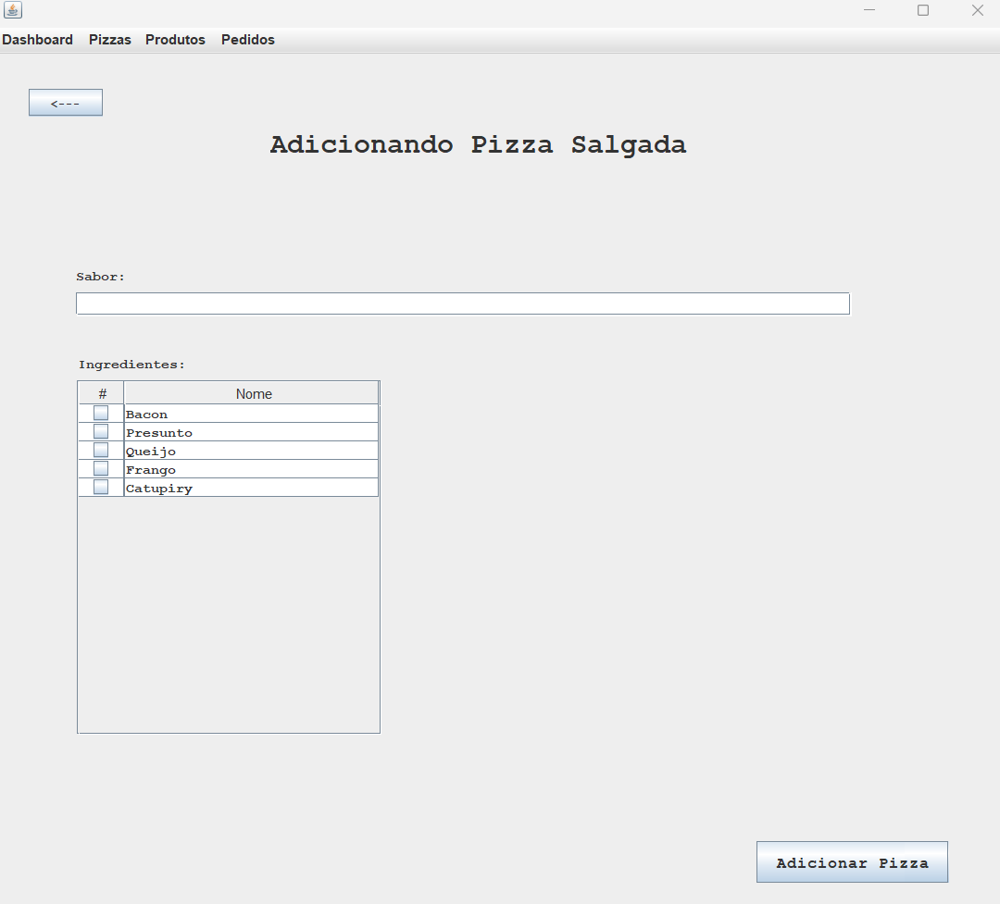 Dashboard Pizzas Produtos Pedidos
<---
Adicionando Pizza Salgada
Sabor:
Ingredientes:
# Nome
Bacon
Presunto
Queijo
Frango
Catupiry
Adicionar Pizza